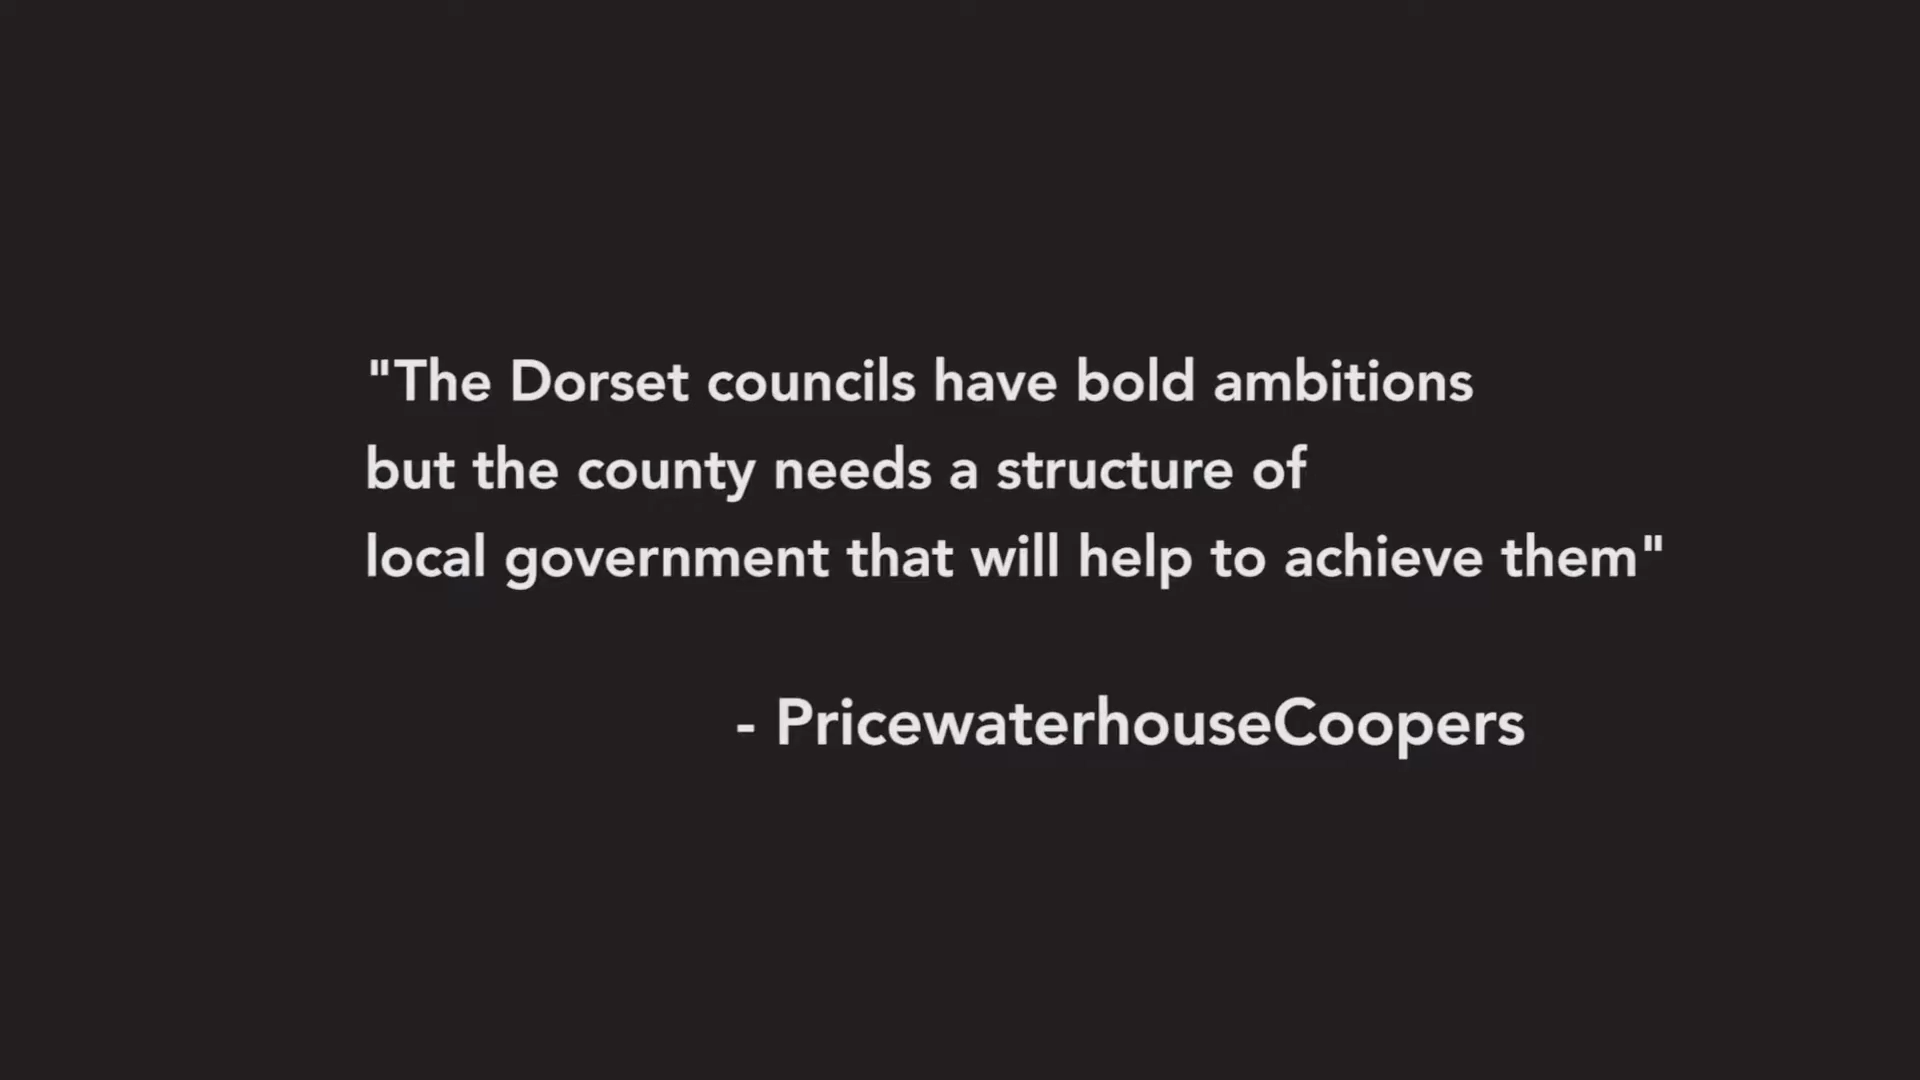 "The Dorset councils have bold ambitions
but the county needs a structure of
local government that will help to achieve them"
- PricewaterhouseCoopers